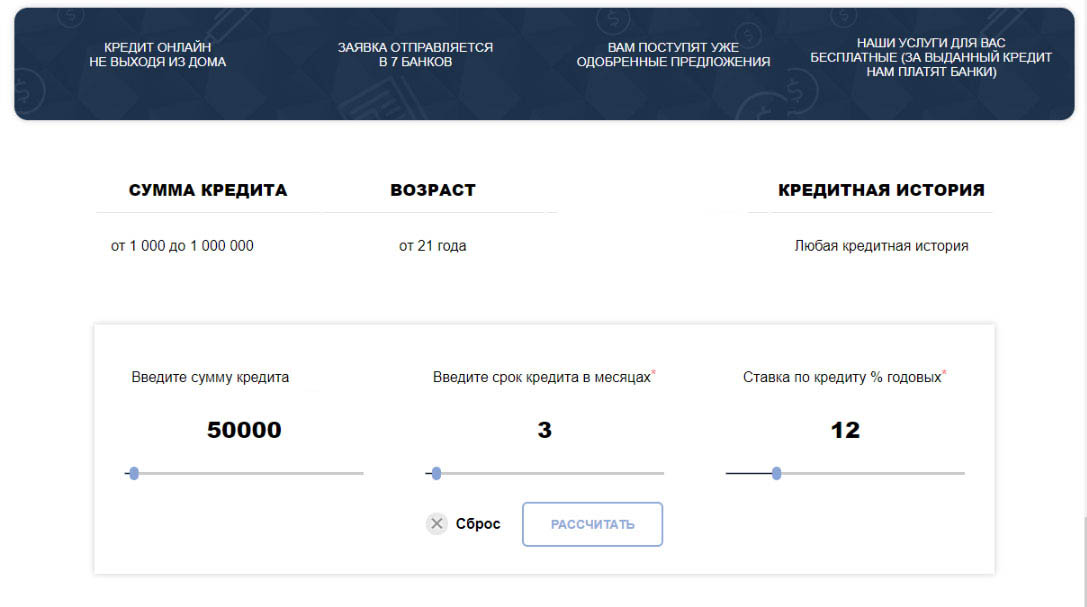 КРЕДИТ ОНЛАЙН
НЕ ВЫХОДЯ ИЗ ДОМА
ЗАЯВКА ОТПРАВЛЯЕТСЯ
В 7 БАНКОВ
ВАМ ПОСТУПЯТ УЖЕ
ОДОБРЕННЫЕ ПРЕДЛОЖЕНИЯ
НАШИ УСЛУГИ ДЛЯ ВАС
БЕСПЛАТНЫЕ (ЗА ВЫДАННЫЙ КРЕДИТ
НАМ ПЛАТЯТ БАНКИ)
СУММА КРЕДИТА
ВОЗРАСТ
КРЕДИТНАЯ ИСТОРИЯ
от 1 000 до 1 000 000
от 21 года
Любая кредитная история
Введите сумму кредита
Введите срок кредита в месяцах*
Ставка по кредиту % годовых*
50000
3
12
Сброс
РАССЧИТАТЬ